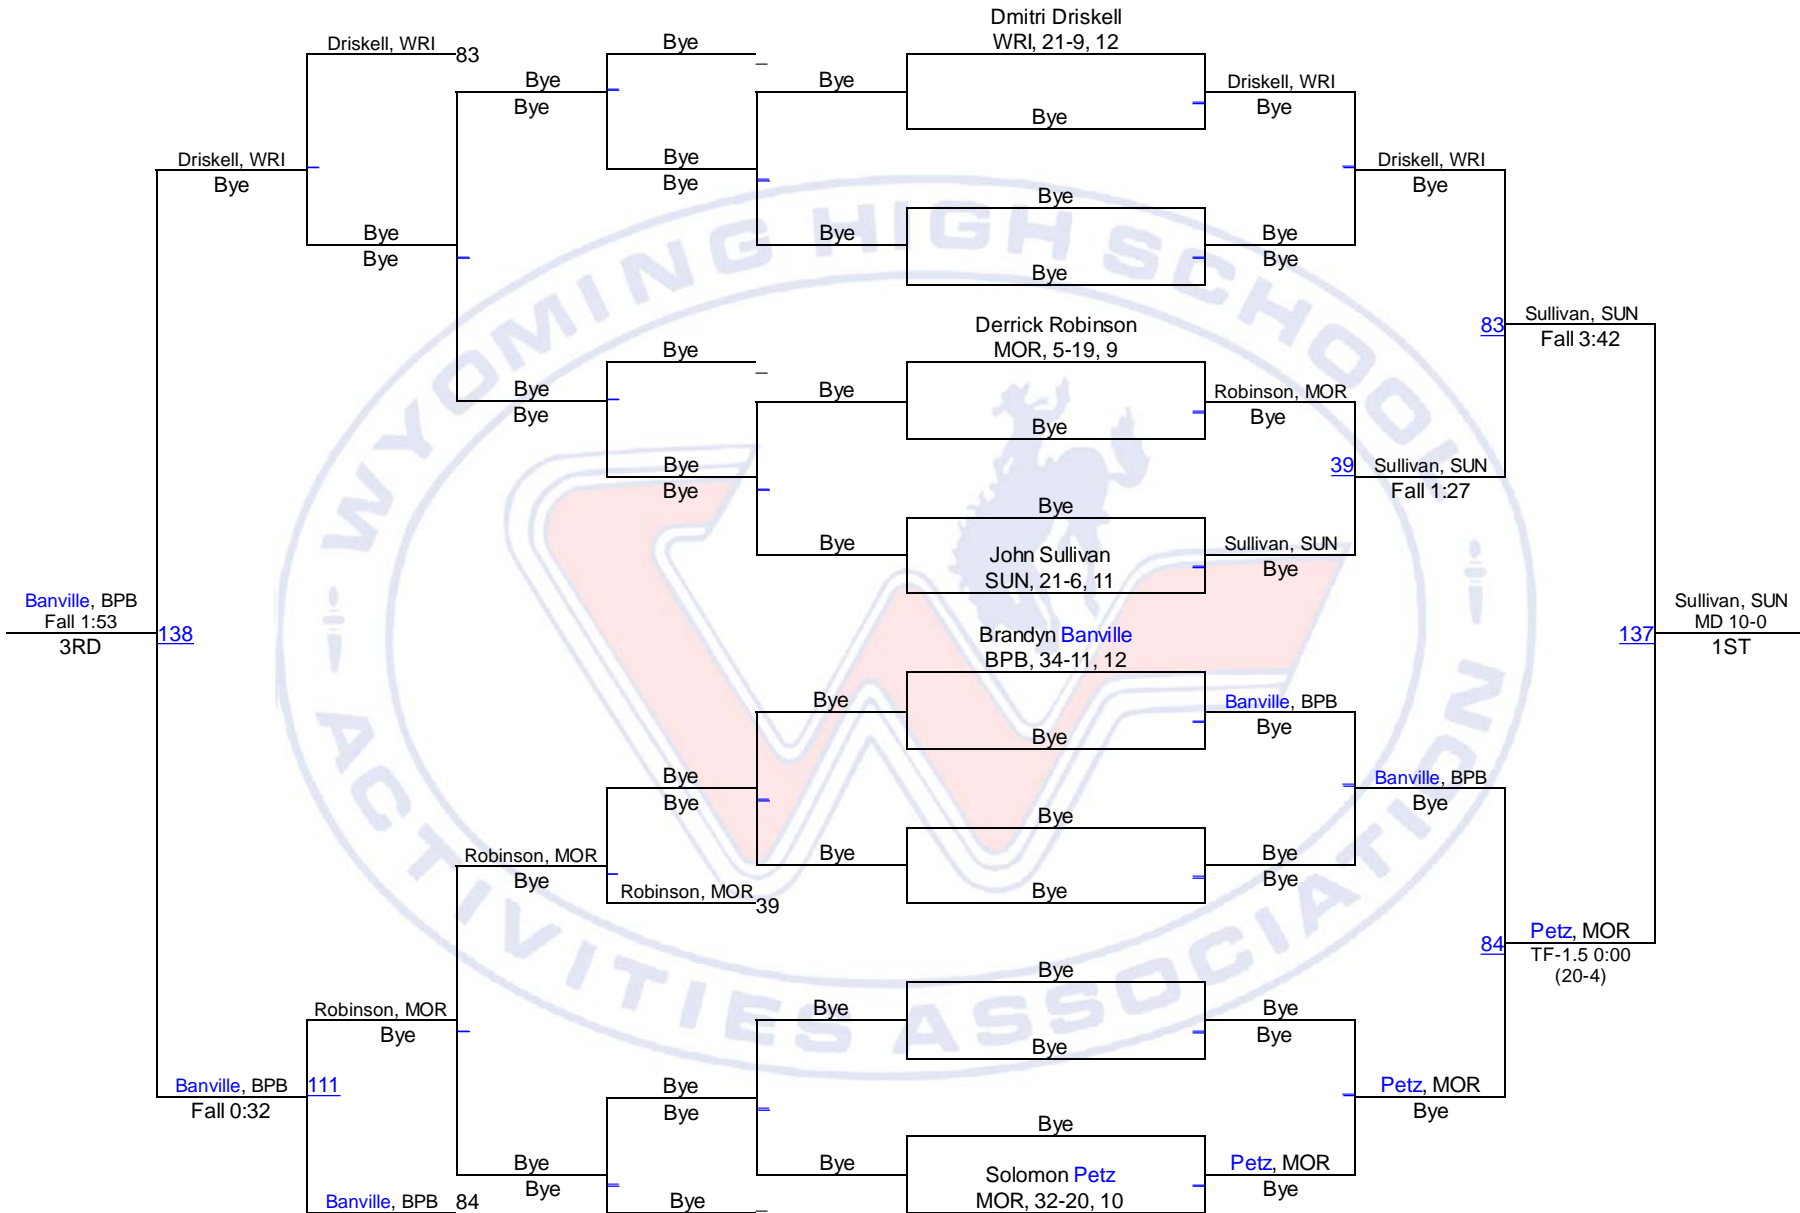 Dmitri Driskell
WRI, 21-9, 12
Driskell, WRI
83
Bye
Bye
Bye
Bye
Driskell, WRI
Bye
Bye
Driskell, WRI
Bye
Bye
Bye
Driskell, WRI
Bye
Bye
WYOMING HIGH SCHOOL
Bye
Bye
Bye
Bye
Bye
Bye
Bye
Derrick Robinson
MOR, 5-19, 9
83
Sullivan, SUN
Fall 3:42
Bye
Bye
Bye
Bye
Robinson, MOR
Bye
Bye
Bye
Bye
39
Sullivan, SUN
Fall 1:27
Bye
Bye
John Sullivan
SUN, 21-6, 11
Sullivan, SUN
Bye
Banville, BPB
Fall 1:53
3RD
138
Brandyn Banville
BPB, 34-11, 12
137
Sullivan, SUN
MD 10-0
1ST
Bye
Banville, BPB
Bye
Bye
Bye
Bye
Banville, BPB
Bye
Bye
Robinson, MOR
Bye
Bye
Bye
Bye
Robinson, MOR
39
Bye
84
Petz, MOR
TF-1.5 0:00
(20-4)
ACTIVITIES ASSOCIATION
Bye
Robinson, MOR
Bye
Bye
Bye
Bye
Bye
Banville, BPB
Fall 0:32
111
Bye
Bye
Petz, MOR
Bye
Bye
Bye
Bye
Bye
Solomon Petz
MOR, 32-20, 10
Petz, MOR
Bye
Banville, BPB
84
Bye